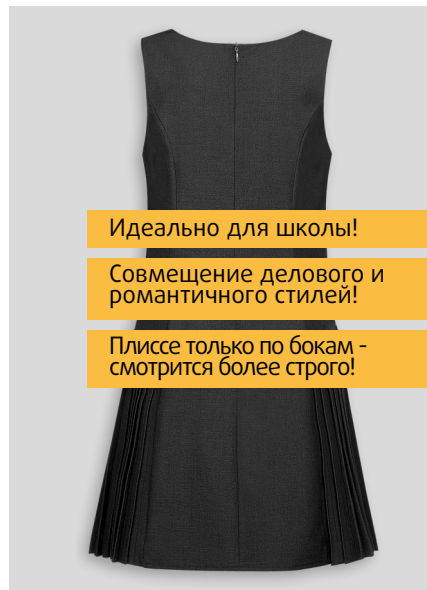 Идеально для школы!
Совмещение делового и
романтичного стилей!
Плиссе только по бокам -
смотрится более строго!